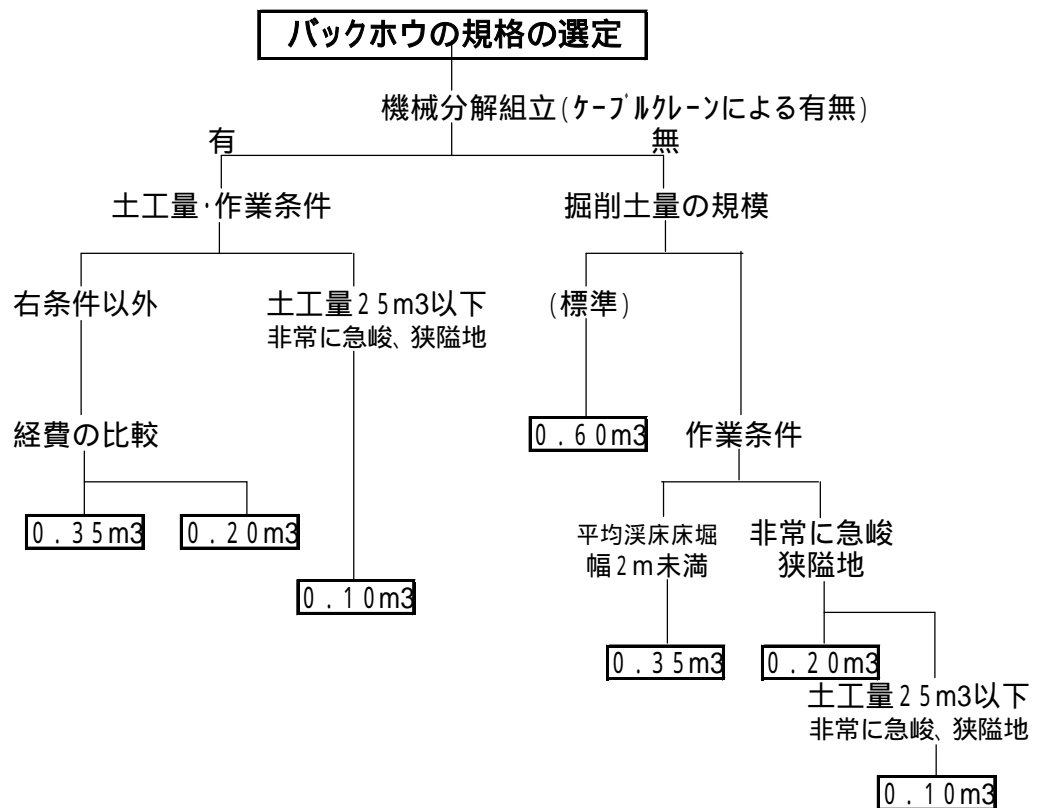 バックホウの規格の選定
機械分解組立(ケーブルクレーンによる有無)
有
無
土工量・作業条件
掘削土量の規模
右条件以外
土工量25m3以下
非常に急峻、狭隘地
(標準)
経費の比較
0.60m3
作業条件
0.35m3
0.20m3
平均渓床床堀
幅2m未満
非常に急峻
狭隘地
0.10m3
0.35m3
0.20m3
土工量25m3以下
非常に急峻、狭隘地
0.10m3